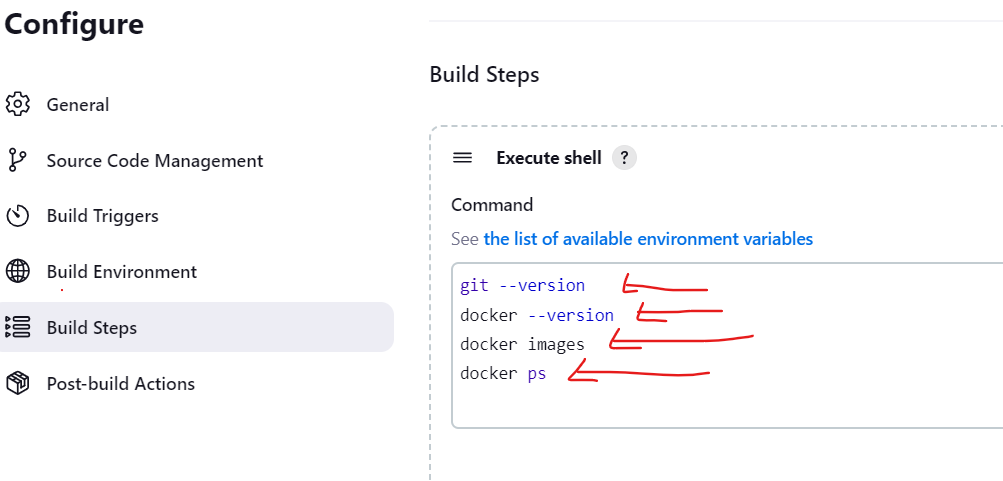 Configure
General
Source Code Management
Build Triggers
Build Environment
Build Steps
Post-build Actions
Build Steps
Execute shell ?
Command
See the list of available environment variables
git --version
docker --version
docker images
docker ps